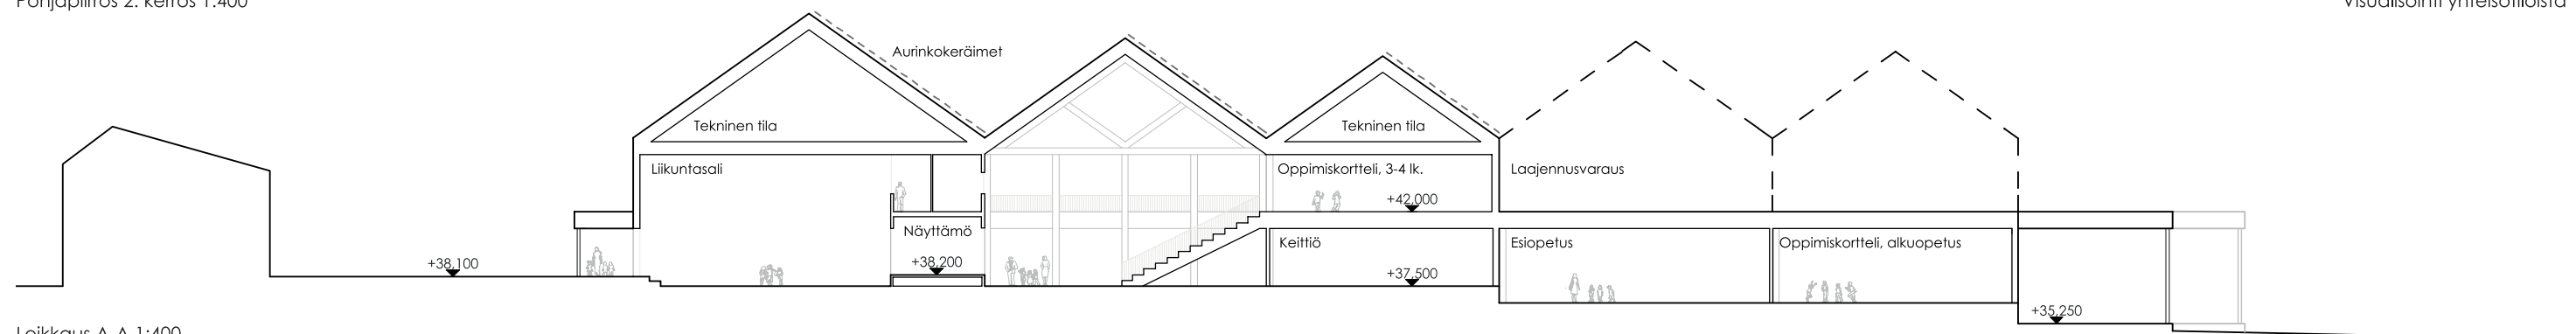 Pohjapiirros 2. kerros 1:400
Visualisointi yhteisötiloista
Aurinkokeräimet
Tekninen tila
Tekninen tila
Liikuntasali
Oppimiskortteli, 3-4 lk.
Laajennusvaraus
+42,000
Näyttämö
Keittiö
Esiopetus
Oppimiskortteli, alkuopetus
+38,100
+38,200
+37,500
+35,250
Leikkaus A-A 1:400